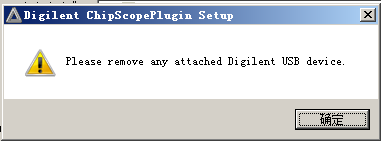 Digilent ChipScopePlugin Setup
Please remove any attached Digilent USB device.
确定